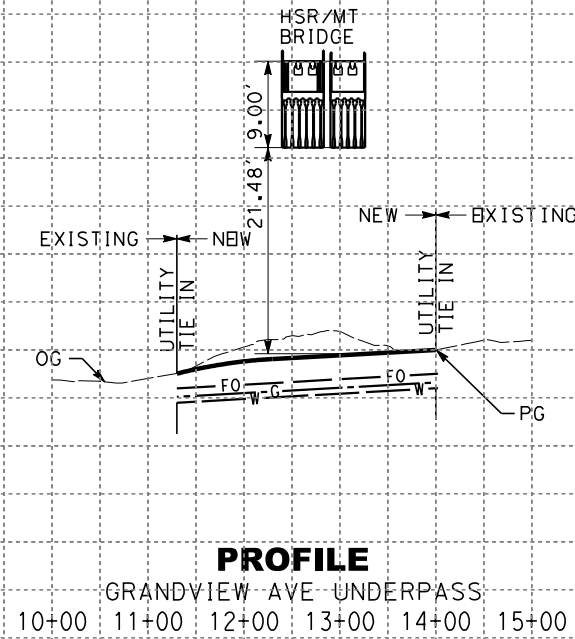 HSR/MT
BRIDGE
9.00'
21.48'
NEW EXISTING
EXISTING NEW
UTILITY
TIE IN
UTILITY
TIE IN
OG
FO FO
G
W W
PG
PROFILE
GRANDVIEW AVE UNDERPASS
10+00 11+00 12+00 13+00 14+00 15+00